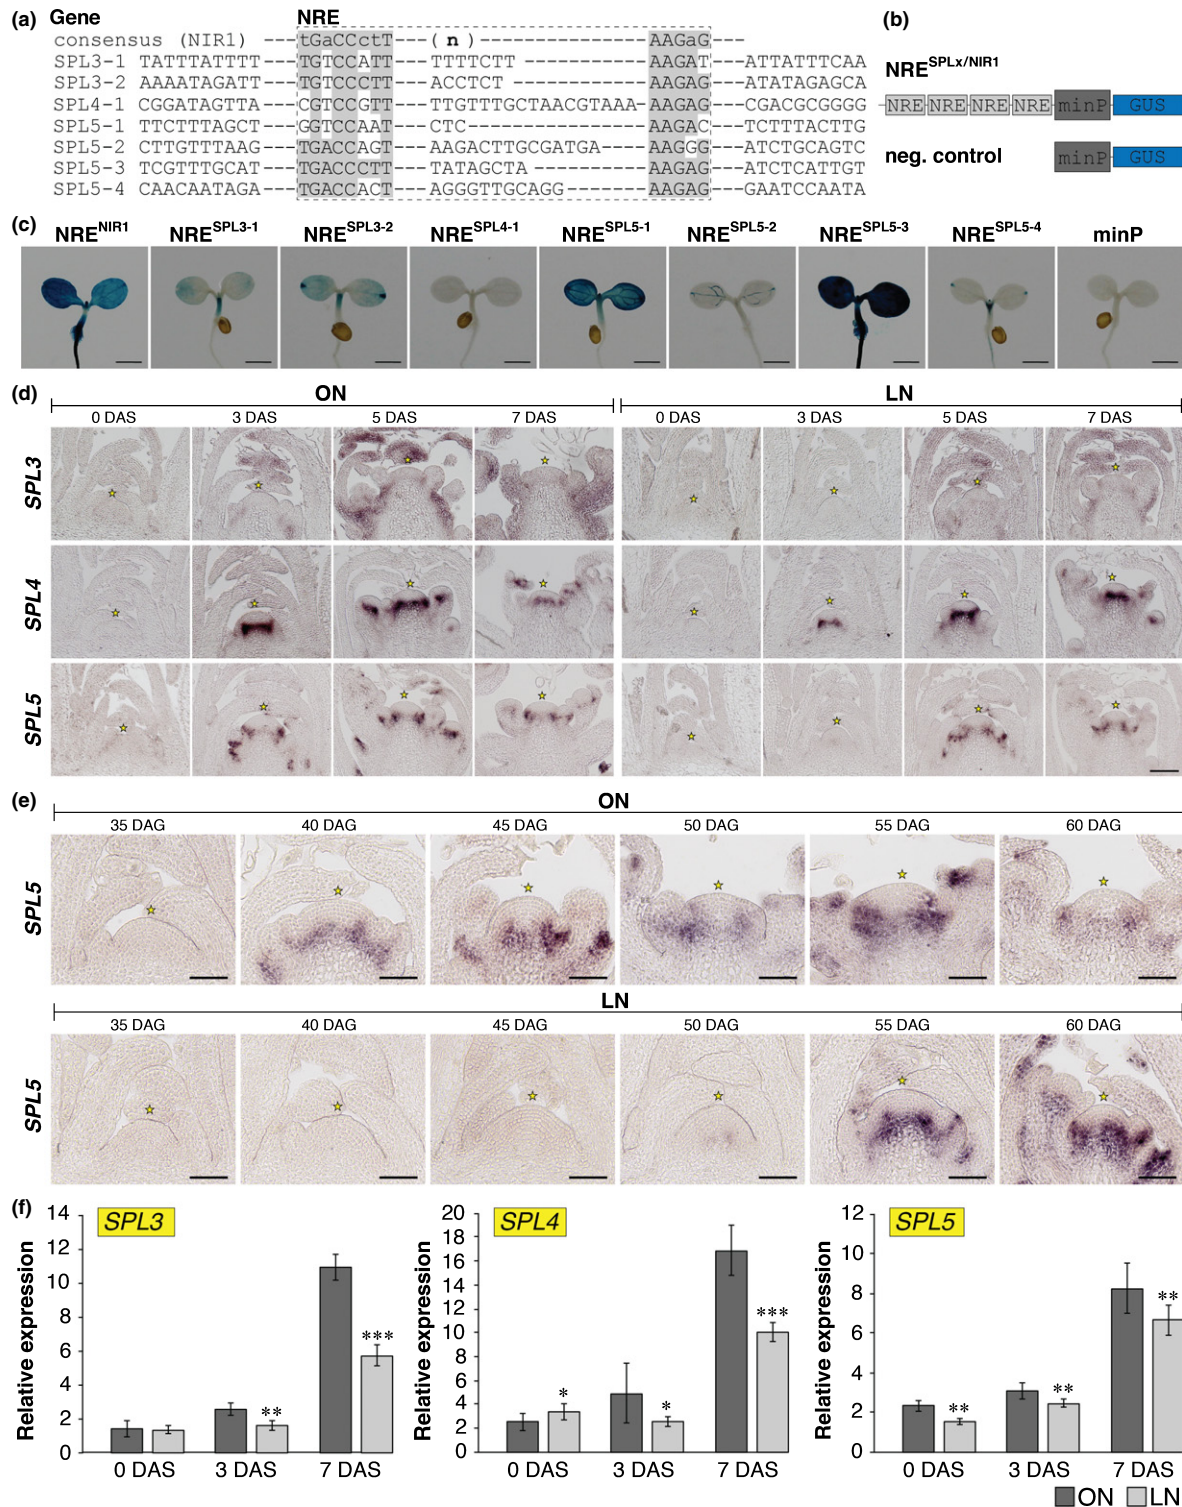 (a) Gene NRE
consensus (NIR1) ---tGaCCctT---(n)---------------AAGaG---
SPL3-1 TATTTATTTT---TGTCCATT---TTTTCTT-----------AAGAT---ATTATTTCAA
SPL3-2 AAAATAGATT---TGTCCCTT---ACCTCT------------AAGAG---ATATAGAGCA
SPL4-1 CGGATAGTTA---CGTCCGTT---TTGTTTGCTAACGTAAA-AAGAG---CGACGCGGGG
SPL5-1 TTCTTTAGCT---GGTCCAAT---CTC---------------AAGAC---TCTTTACTTG
SPL5-2 CTTGTTTAAG---TGACCAGT---AAGACTTGCGATGA----AAGGG---ATCTGCAGTC
SPL5-3 TCGTTTGCAT---TGACCCTT---TATAGCTA----------AAGAG---ATCTCATTGT
SPL5-4 CAACAATAGA---TGACCACT---AGGGTTGCAGG-------AAGAG---GAATCCAATA
(b)
NRE^SPLx/NIR1
NRE NRE NRE NRE minP GUS
neg. control minP GUS
(c)
NRE^NIR1 NRE^SPL3-1 NRE^SPL3-2 NRE^SPL4-1 NRE^SPL5-1 NRE^SPL5-2 NRE^SPL5-3 NRE^SPL5-4 minP
(d) ON LN
0 DAS 3 DAS 5 DAS 7 DAS 0 DAS 3 DAS 5 DAS 7 DAS
SPL3
SPL4
SPL5
(e) ON
35 DAG 40 DAG 45 DAG 50 DAG 55 DAG 60 DAG
SPL5
LN
35 DAG 40 DAG 45 DAG 50 DAG 55 DAG 60 DAG
SPL5
(f)
SPL3
Relative expression
14
12
10
8
6
4
2
0
***
**
0 DAS 3 DAS 7 DAS
SPL4
Relative expression
20
18
16
14
12
10
8
6
4
2
0
*
*
***
0 DAS 3 DAS 7 DAS
SPL5
Relative expression
12
10
8
6
4
2
0
**
**
**
0 DAS 3 DAS 7 DAS
ON LN